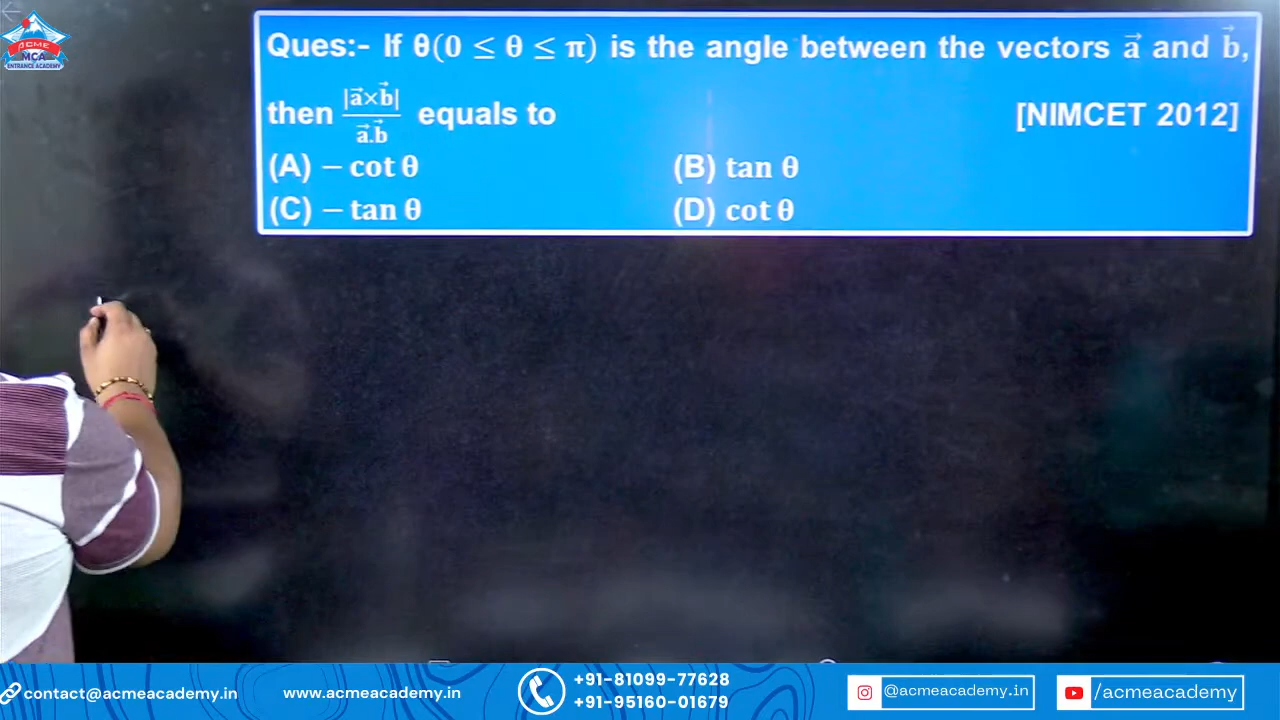 ACME
MCA
ENTRANCE ACADEMY
Ques:- If θ(0 ≤ θ ≤ π) is the angle between the vectors a⃗ and b⃗,
then |a⃗×b⃗|/a⃗.b⃗ equals to [NIMCET 2012]
(A) − cot θ (B) tan θ
(C) − tan θ (D) cot θ
contact@acmeacademy.in
www.acmeacademy.in
+91-81099-77628
+91-95160-01679
@acmeacademy.in
/acmeacademy